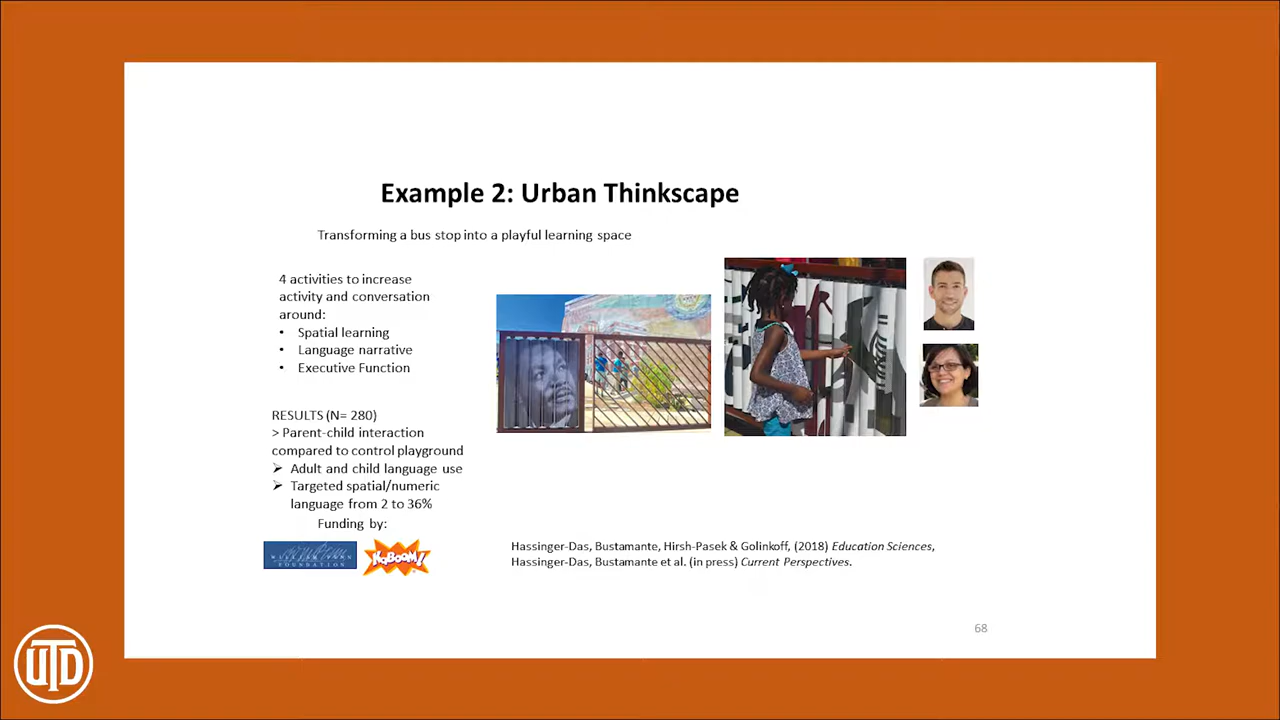 Example 2: Urban Thinkscape
Transforming a bus stop into a playful learning space
4 activities to increase
activity and conversation
around:
• Spatial learning
• Language narrative
• Executive Function
RESULTS (N= 280)
> Parent-child interaction
compared to control playground
➢ Adult and child language use
➢ Targeted spatial/numeric
language from 2 to 36%
Funding by:
WILLIAM PENN
FOUNDATION
KaBOOM!
Hassinger-Das, Bustamante, Hirsh-Pasek & Golinkoff, (2018) Education Sciences,
Hassinger-Das, Bustamante et al. (in press) Current Perspectives.
68
UTD